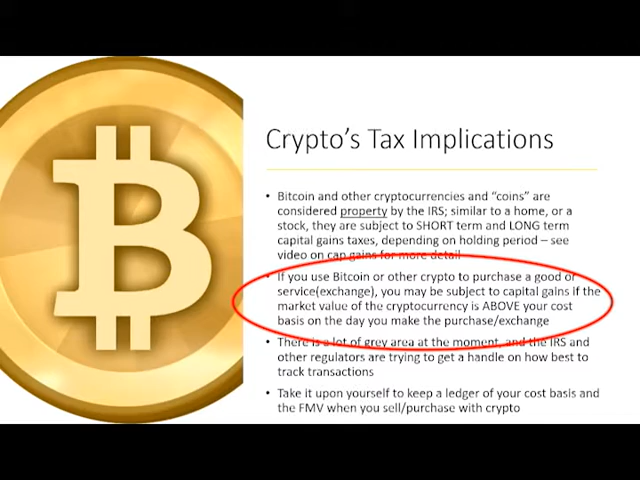 Crypto's Tax Implications
• Bitcoin and other cryptocurrencies and "coins" are
considered property by the IRS; similar to a home, or a
stock, they are subject to SHORT term and LONG term
capital gains taxes, depending on holding period – see
video on cap gains for more detail
• If you use Bitcoin or other crypto to purchase a good or
service(exchange), you may be subject to capital gains if the
market value of the cryptocurrency is ABOVE your cost
basis on the day you make the purchase/exchange
• There is a lot of grey area at the moment, and the IRS and
other regulators are trying to get a handle on how best to
track transactions
• Take it upon yourself to keep a ledger of your cost basis and
the FMV when you sell/purchase with crypto